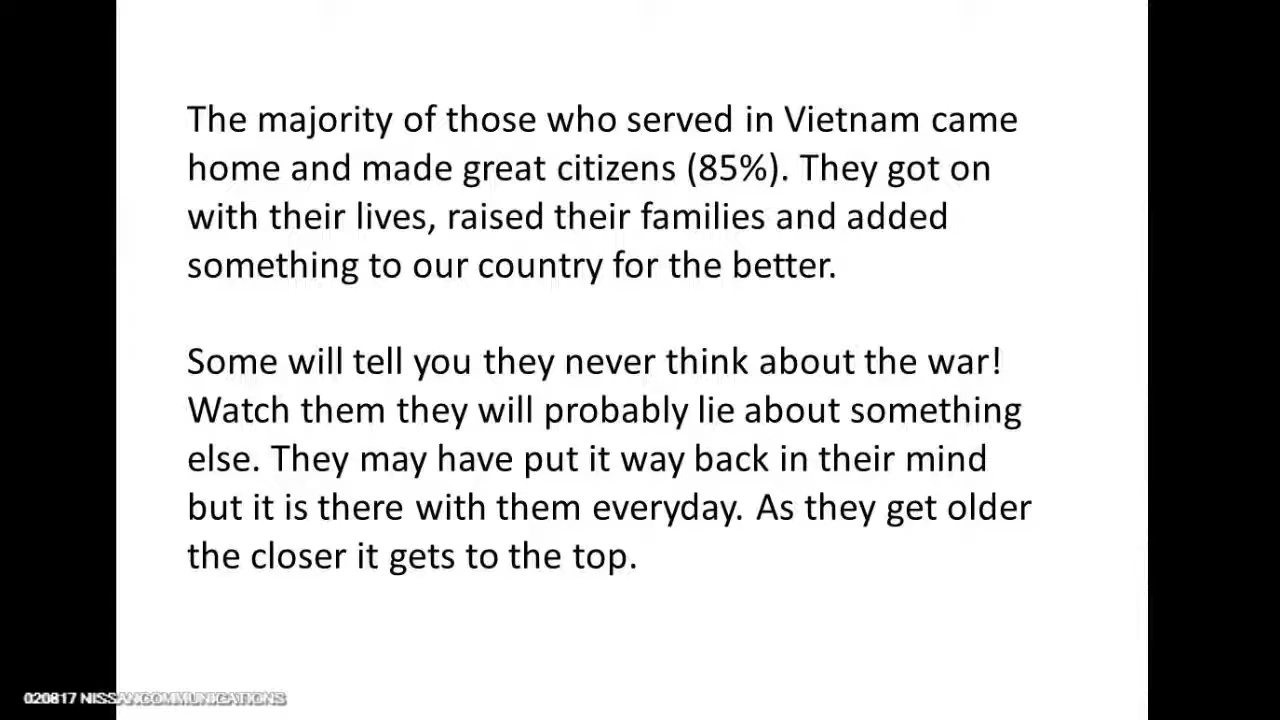 The majority of those who served in Vietnam came
home and made great citizens (85%). They got on
with their lives, raised their families and added
something to our country for the better.
Some will tell you they never think about the war!
Watch them they will probably lie about something
else. They may have put it way back in their mind
but it is there with them everyday. As they get older
the closer it gets to the top.
020817 NISSANCOMMUNICATIONS